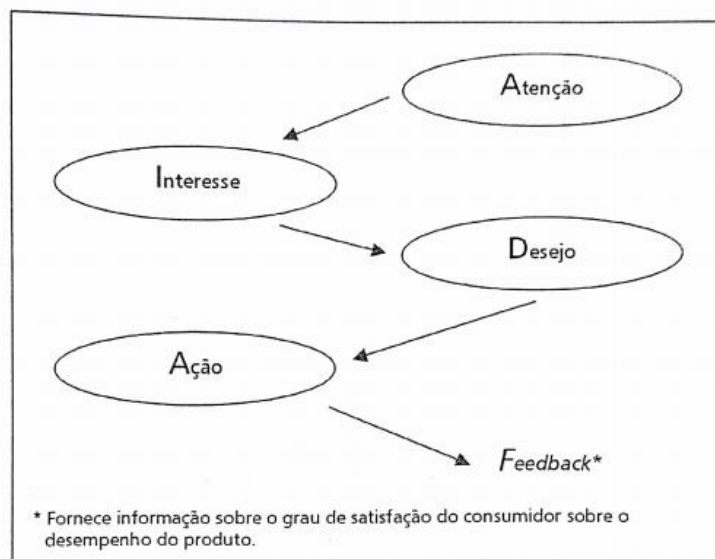 Atenção
Interesse
Desejo
Ação
Feedback*
* Fornece informação sobre o grau de satisfação do consumidor sobre o
desempenho do produto.